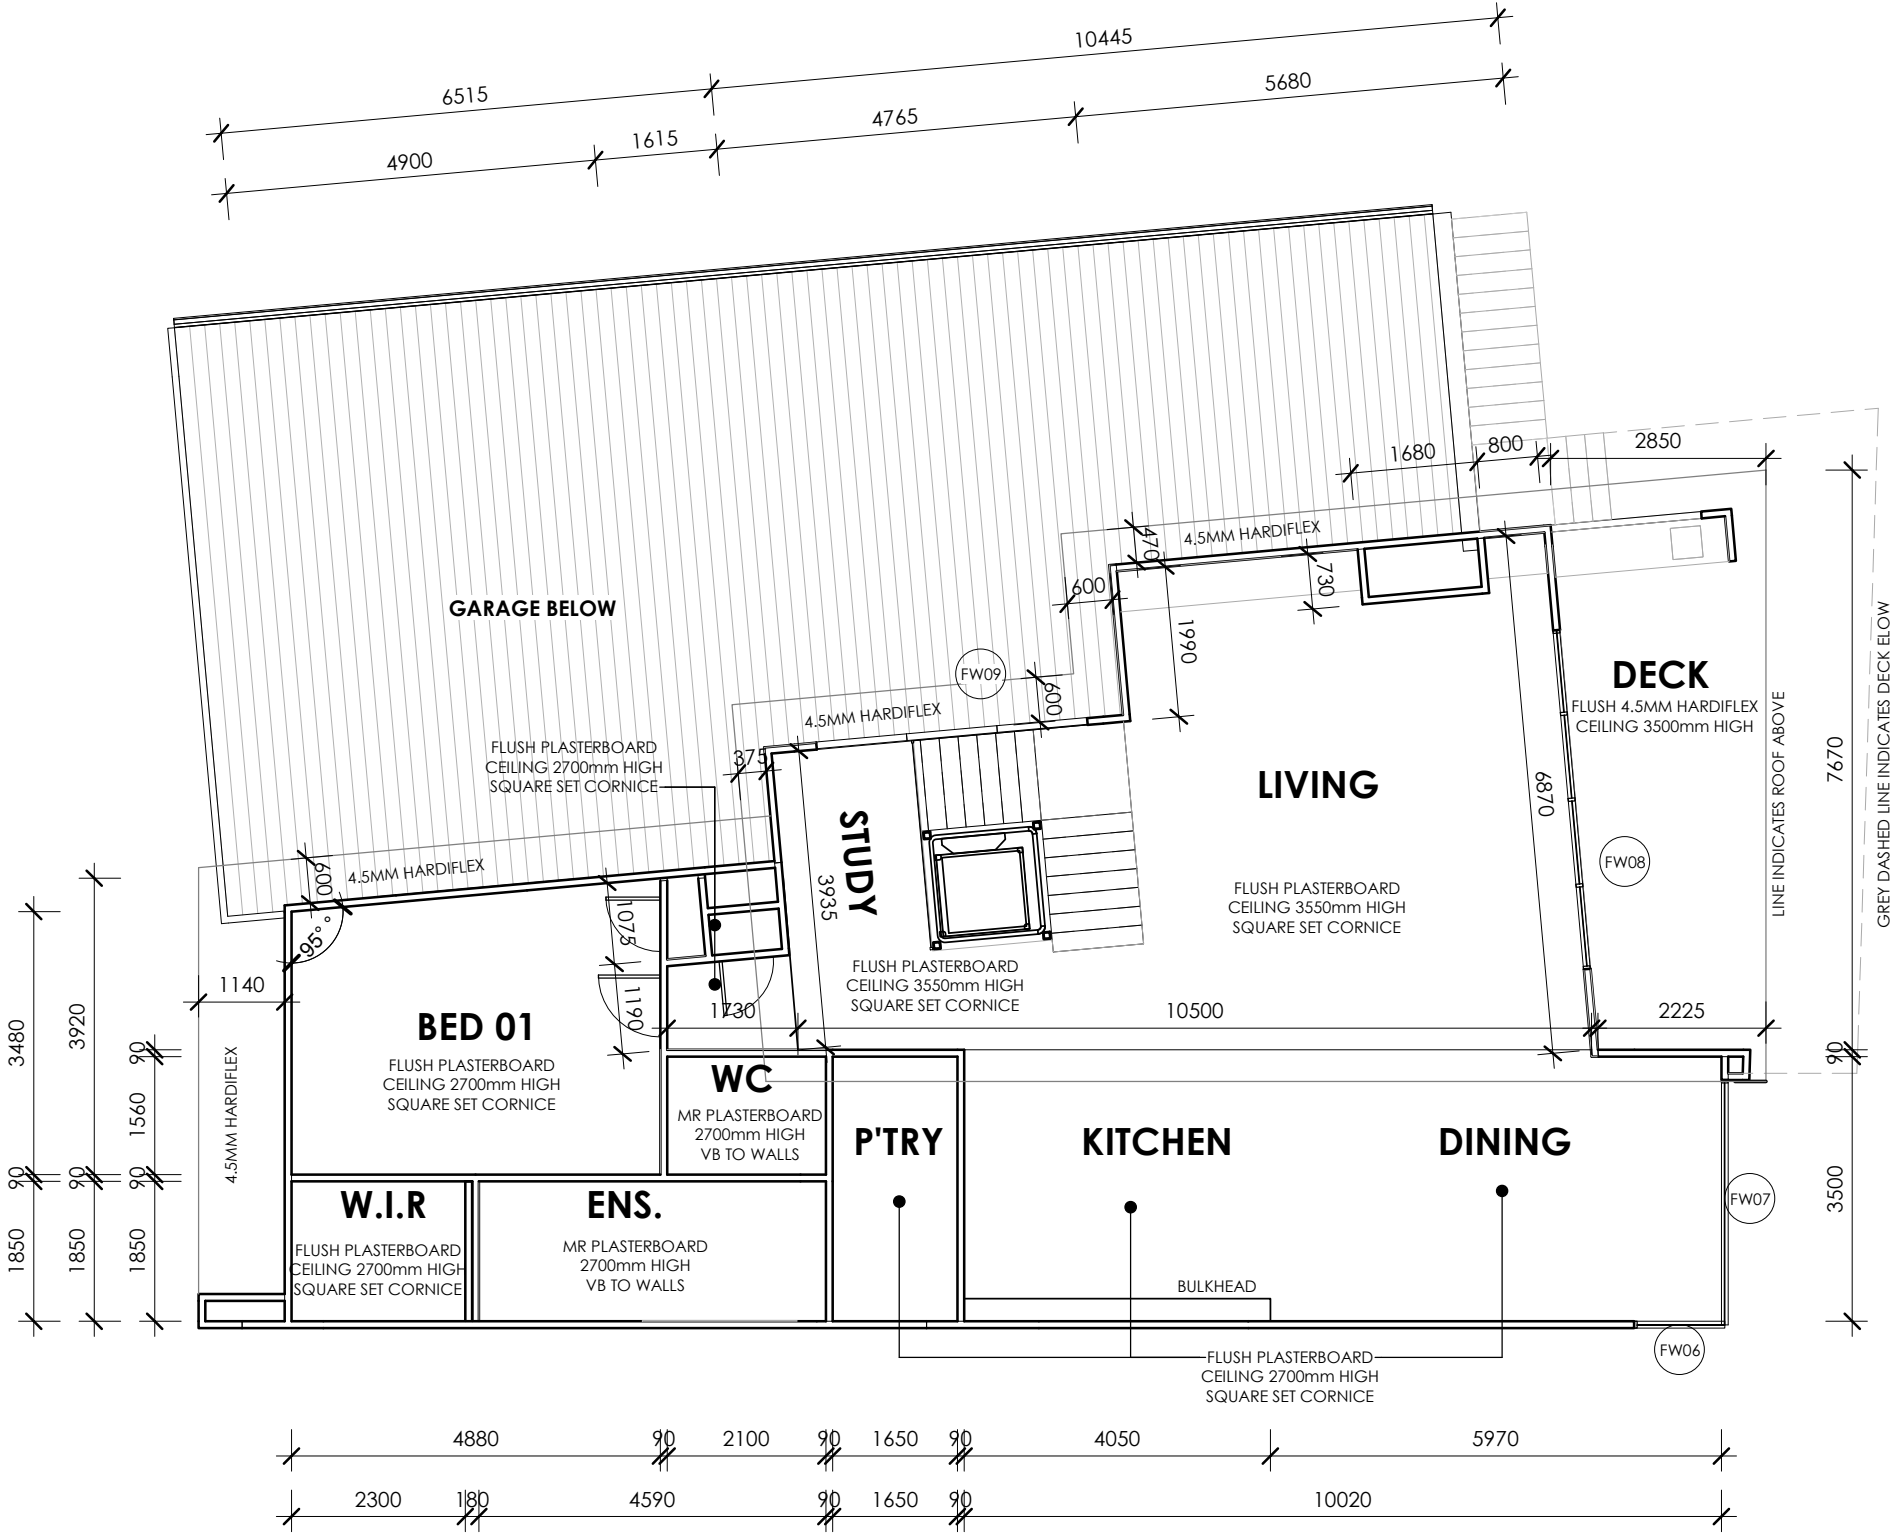 10445
6515
5680
4765
1615
4900
2850
800
1680
470
4.5MM HARDIFLEX
730
600
GARAGE BELOW
1990
FW09
600
DECK
FLUSH 4.5MM HARDIFLEX
CEILING 3500mm HIGH
LINE INDICATES ROOF ABOVE
GREY DASHED LINE INDICATES DECK ELOW
7670
4.5MM HARDIFLEX
FLUSH PLASTERBOARD
CEILING 2700mm HIGH
SQUARE SET CORNICE
375
LIVING
6870
STUDY
FW08
600
4.5MM HARDIFLEX
3935
FLUSH PLASTERBOARD
CEILING 3550mm HIGH
SQUARE SET CORNICE
1075
95°
FLUSH PLASTERBOARD
CEILING 3550mm HIGH
SQUARE SET CORNICE
1140
1190
1730
10500
2225
BED 01
FLUSH PLASTERBOARD
CEILING 2700mm HIGH
SQUARE SET CORNICE
3480
3920
90
90
4.5MM HARDIFLEX
WC
MR PLASTERBOARD
2700mm HIGH
VB TO WALLS
P'TRY
KITCHEN
DINING
1560
90
90
90
W.I.R
FLUSH PLASTERBOARD
CEILING 2700mm HIGH
SQUARE SET CORNICE
ENS.
MR PLASTERBOARD
2700mm HIGH
VB TO WALLS
FW07
3500
1850
1850
1850
BULKHEAD
FW06
FLUSH PLASTERBOARD
CEILING 2700mm HIGH
SQUARE SET CORNICE
4880
90
2100
90
1650
90
4050
5970
2300
180
4590
90
1650
90
10020